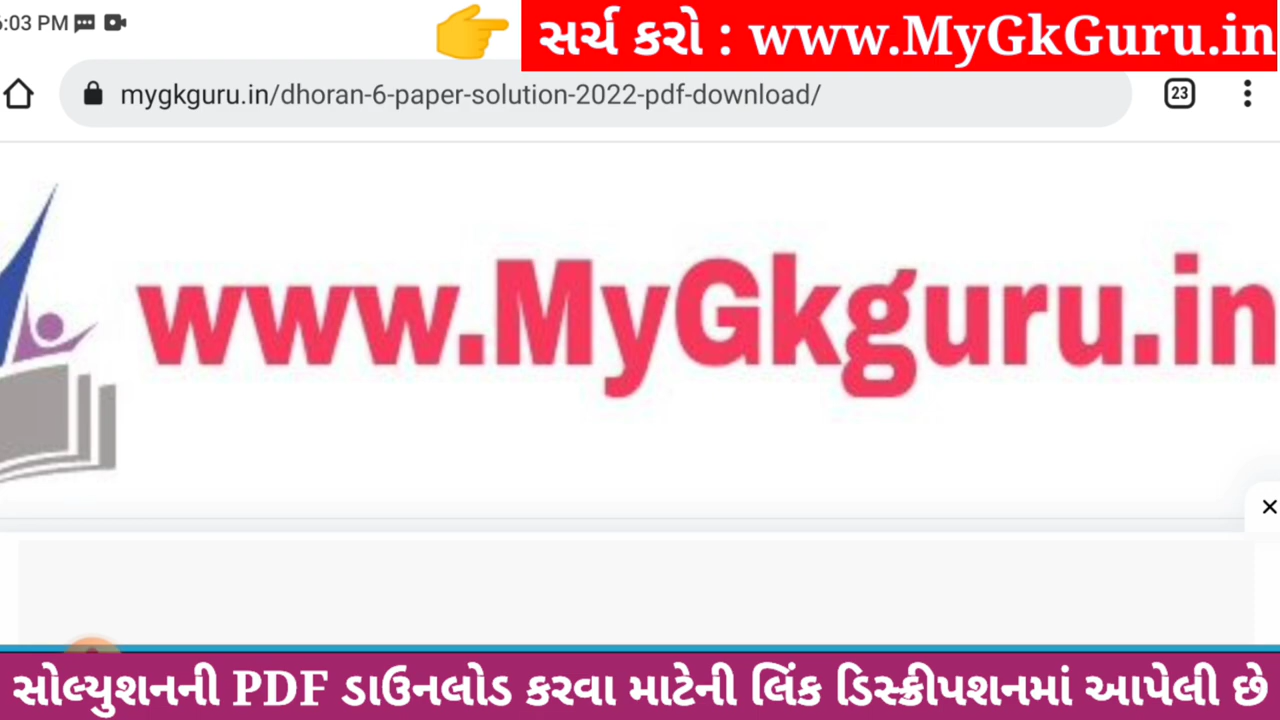 :03 PM
સર્ચ કરો : www.MyGkGuru.in
mygkguru.in/dhoran-6-paper-solution-2022-pdf-download/
23
www.MyGkguru.in
સોલ્યુશનની PDF ડાઉનલોડ કરવા માટેની લિંક ડિસ્ક્રીપશનમાં આપેલી છે